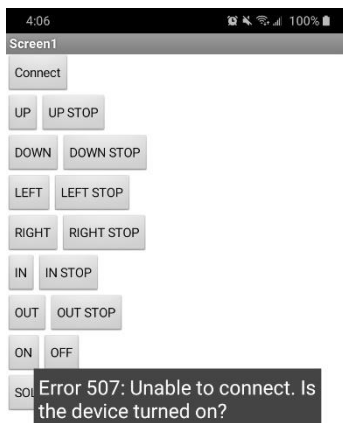 4:06 100%
Screen1
Connect
UP UP STOP
DOWN DOWN STOP
LEFT LEFT STOP
RIGHT RIGHT STOP
IN IN STOP
OUT OUT STOP
ON OFF
Error 507: Unable to connect. Is
the device turned on?